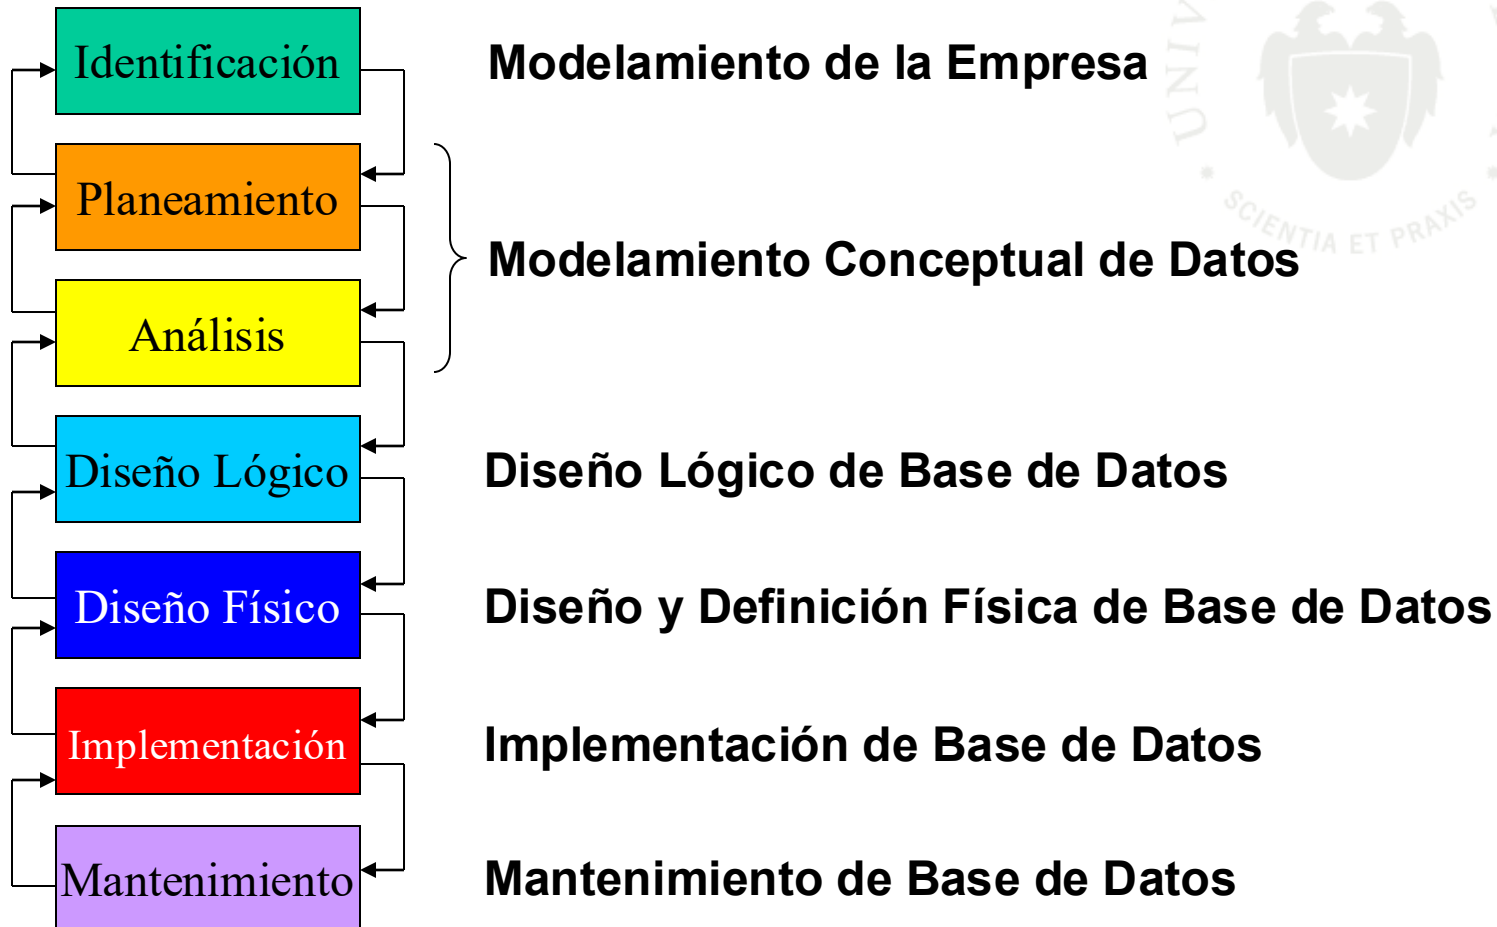 Identificación
Modelamiento de la Empresa
Planeamiento
Modelamiento Conceptual de Datos
Análisis
Diseño Lógico
Diseño Lógico de Base de Datos
Diseño Físico
Diseño y Definición Física de Base de Datos
Implementación
Implementación de Base de Datos
Mantenimiento
Mantenimiento de Base de Datos
UNIV
SCIENTIA ET PRAXIS